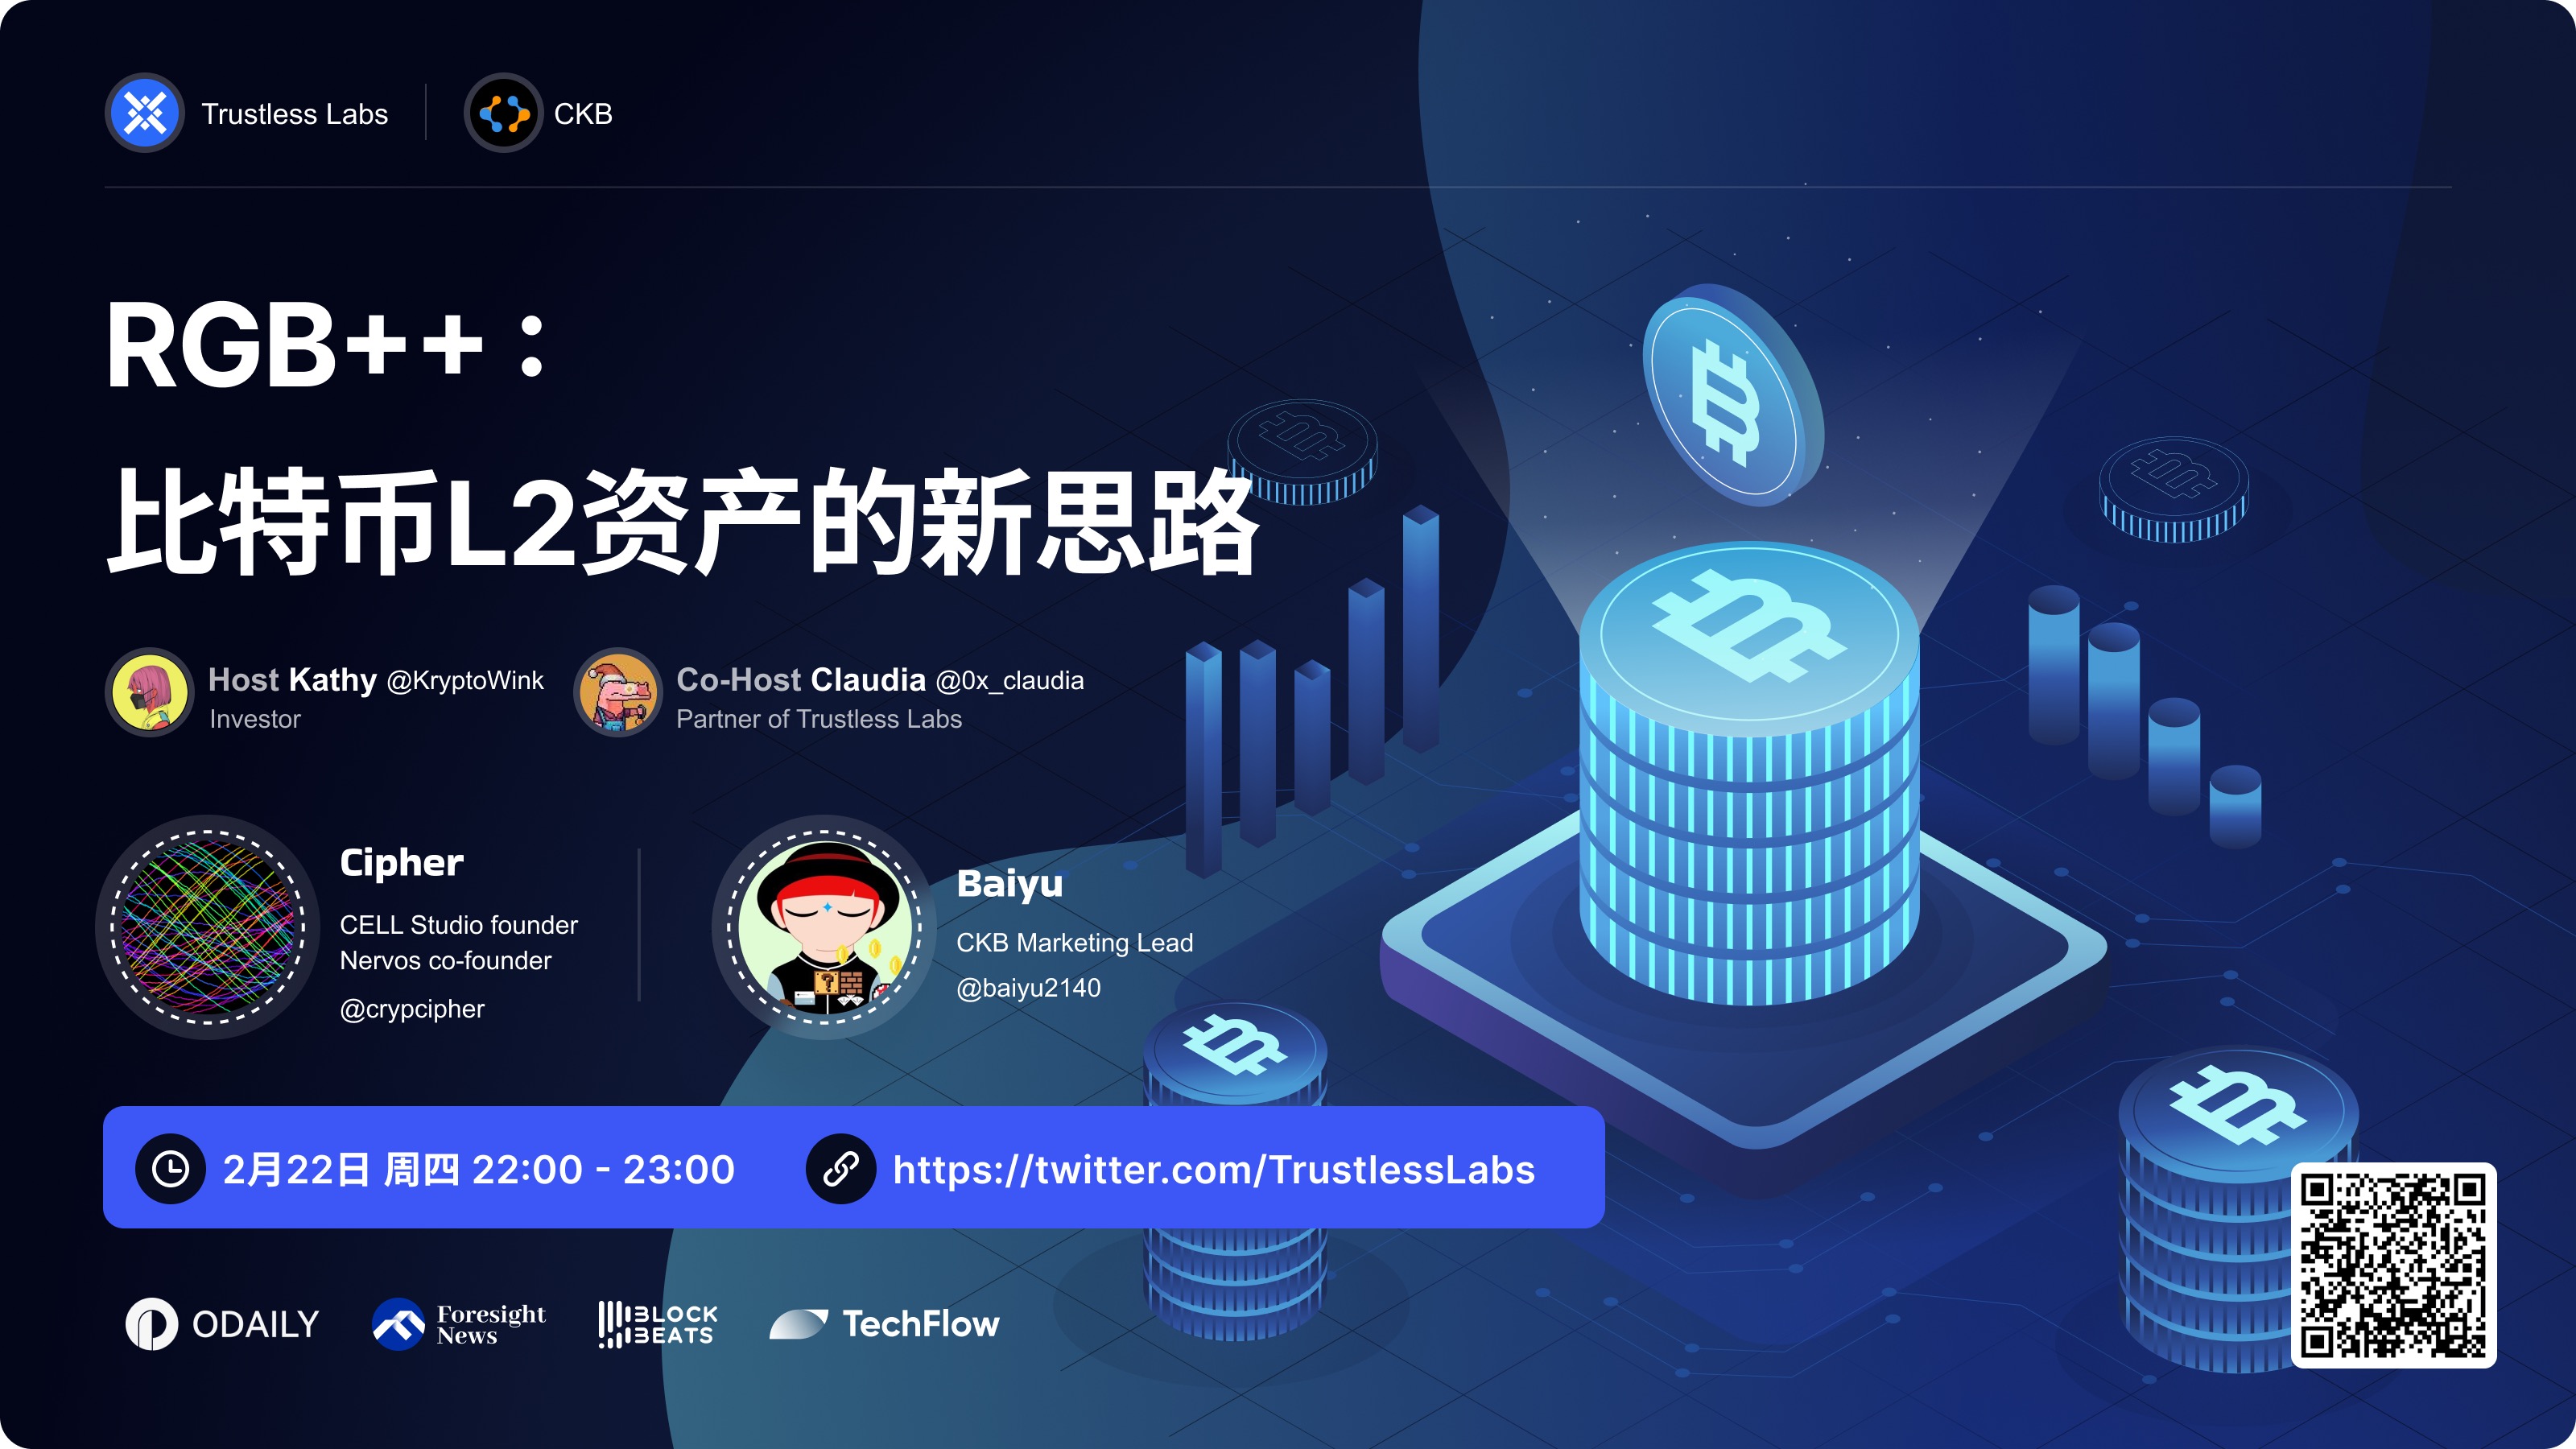 Trustless Labs
CKB
RGB++：
比特币L2资产的新思路
Host Kathy @KryptoWink
Investor
Co-Host Claudia @0x_claudia
Partner of Trustless Labs
Cipher
CELL Studio founder
Nervos co-founder
@crypcipher
Baiyu
CKB Marketing Lead
@baiyu2140
2月22日 周四 22:00 - 23:00
https://twitter.com/TrustlessLabs
ODAILY
Foresight
News
BLOCK
BEATS
TechFlow